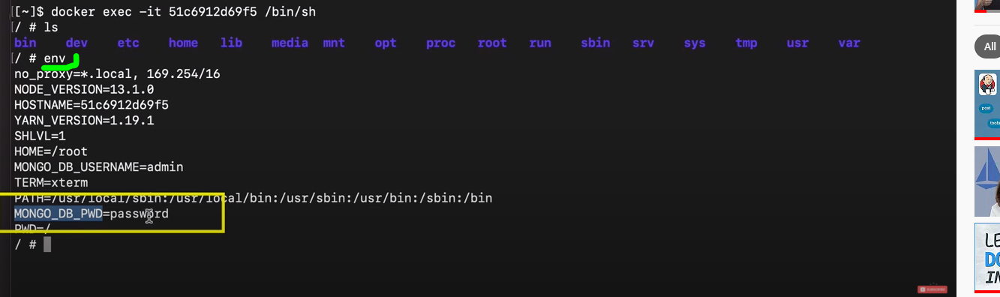 [~]$ docker exec -it 51c6912d69f5 /bin/sh
/ # ls
bin dev etc home lib media mnt opt proc root run sbin srv sys tmp usr var
/ # env
no_proxy=*.local, 169.254/16
NODE_VERSION=13.1.0
HOSTNAME=51c6912d69f5
YARN_VERSION=1.19.1
SHLVL=1
HOME=/root
MONGO_DB_USERNAME=admin
TERM=xterm
PATH=/usr/local/sbin:/usr/local/bin:/usr/sbin:/usr/bin:/sbin:/bin
MONGO_DB_PWD=password
PWD=/
/ #
SUBSCRIBE
All
post
tools
LE
DO
IN